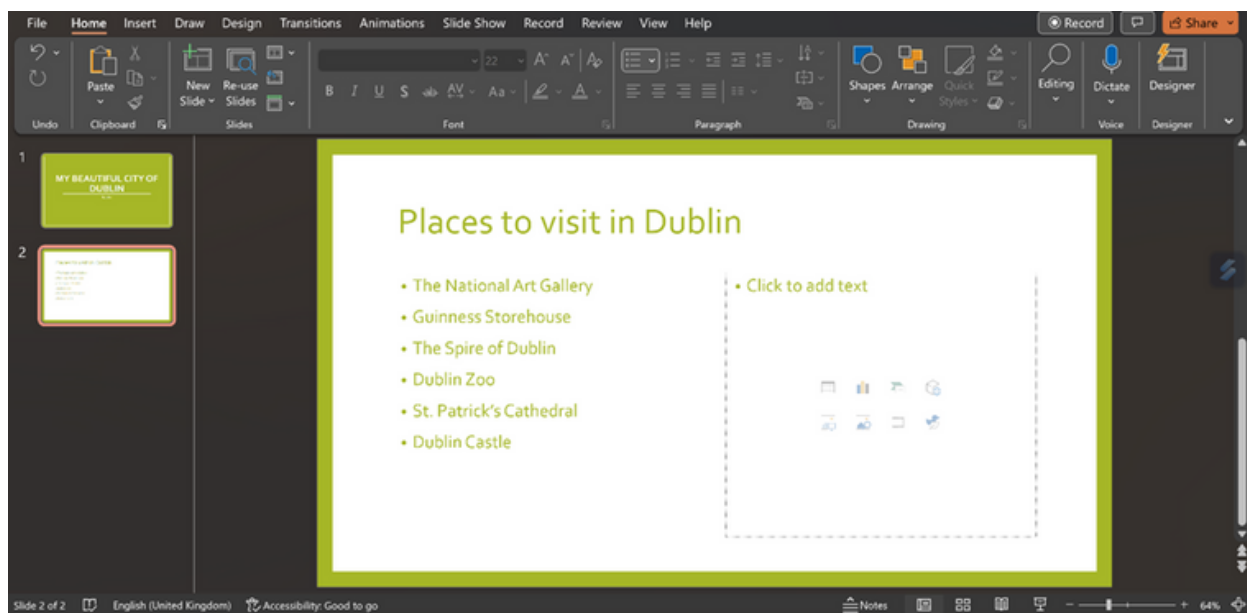 File Home Insert Draw Design Transitions Animations Slide Show Record Review View Help
Record
Share
Paste
New Slide
Re-use Slides
22
B I U S ab AV Aa A
Shapes Arrange Quick Styles
Editing
Dictate
Designer
Undo Clipboard Slides Font Paragraph Drawing Voice Designer
1
MY BEAUTIFUL CITY OF
DUBLIN
2
Places to visit in Dublin
• The National Art Gallery
• Guinness Storehouse
• The Spire of Dublin
• Dublin Zoo
• St. Patrick's Cathedral
• Dublin Castle
• Click to add text
Slide 2 of 2 English (United Kingdom) Accessibility: Good to go Notes 64%